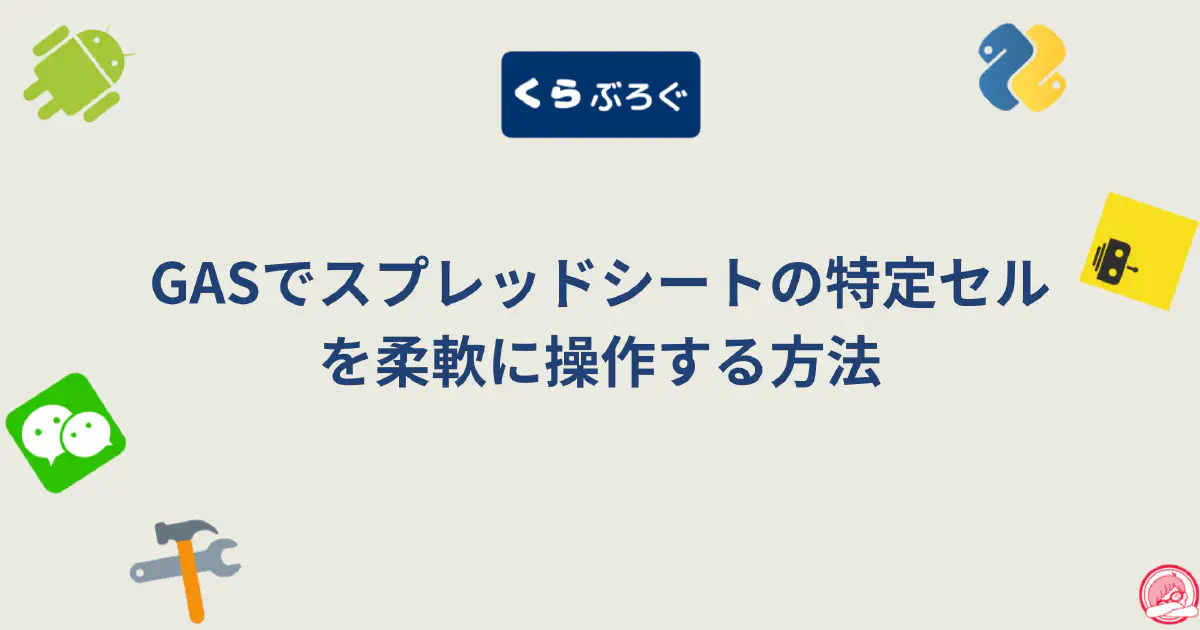 くらぶろぐ
GASでスプレッドシートの特定セル
を柔軟に操作する方法